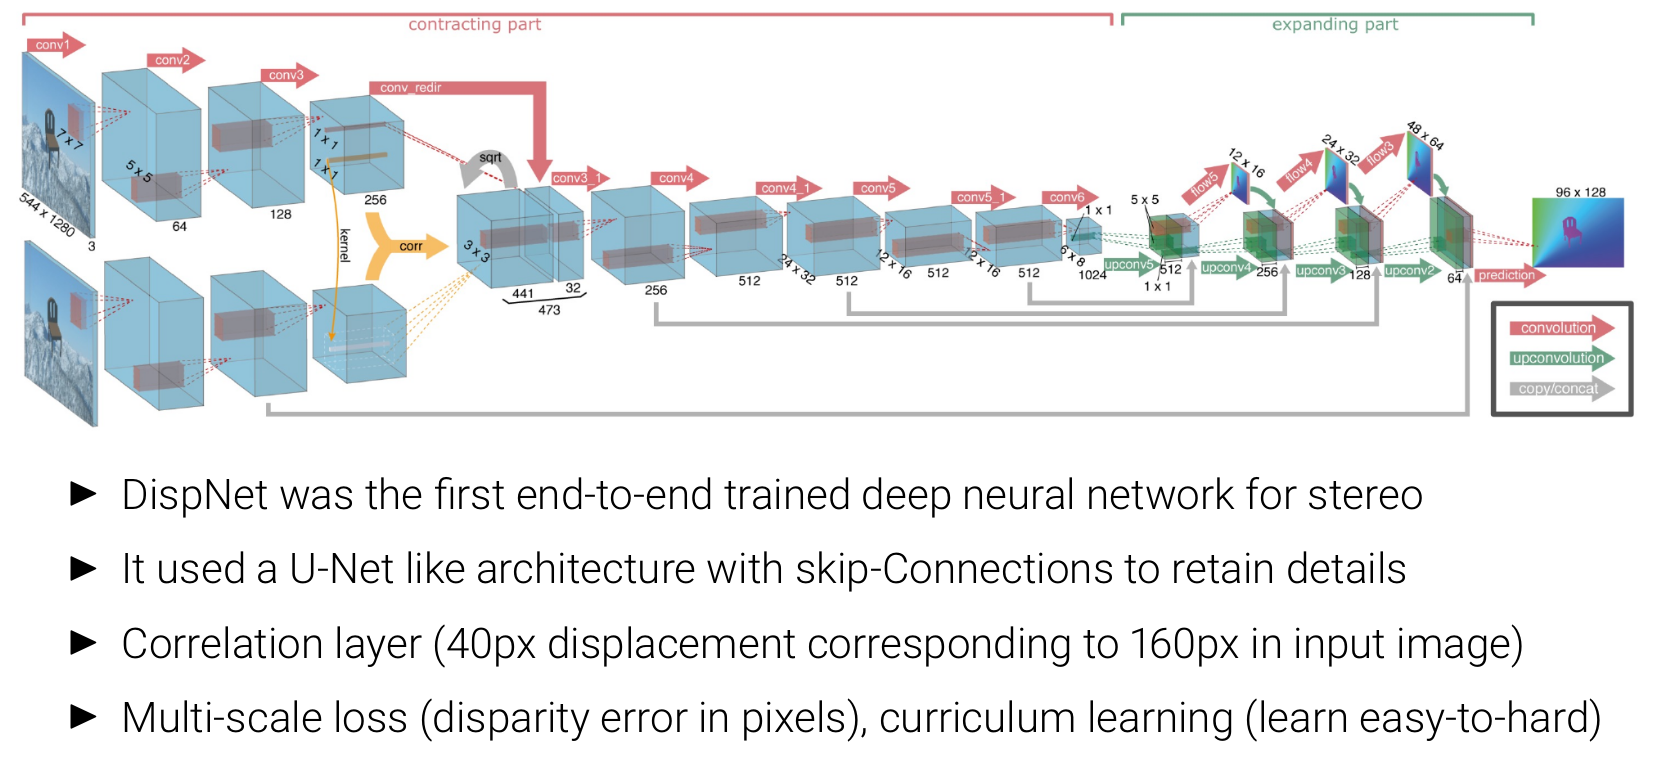 contracting part
expanding part
conv1
conv2
conv3
conv_redir
7 x 7
5 x 5
1 x 1
1 x 1
544 x 1280
3
64
128
256
kernel
corr
sqrt
conv3_1
conv4
conv4_1
conv5
conv5_1
conv6
3 x 3
441
32
473
256
512
24 x 32
512
12 x 16
512
12 x 16
512
6 x 8
1024
1 x 1
5 x 5
upconv5
512
1 x 1
flow5
12 x 16
upconv4
256
flow4
24 x 32
upconv3
128
flow3
48 x 64
upconv2
64
prediction
96 x 128
convolution
upconvolution
copy/concat
► DispNet was the first end-to-end trained deep neural network for stereo
► It used a U-Net like architecture with skip-Connections to retain details
► Correlation layer (40px displacement corresponding to 160px in input image)
► Multi-scale loss (disparity error in pixels), curriculum learning (learn easy-to-hard)